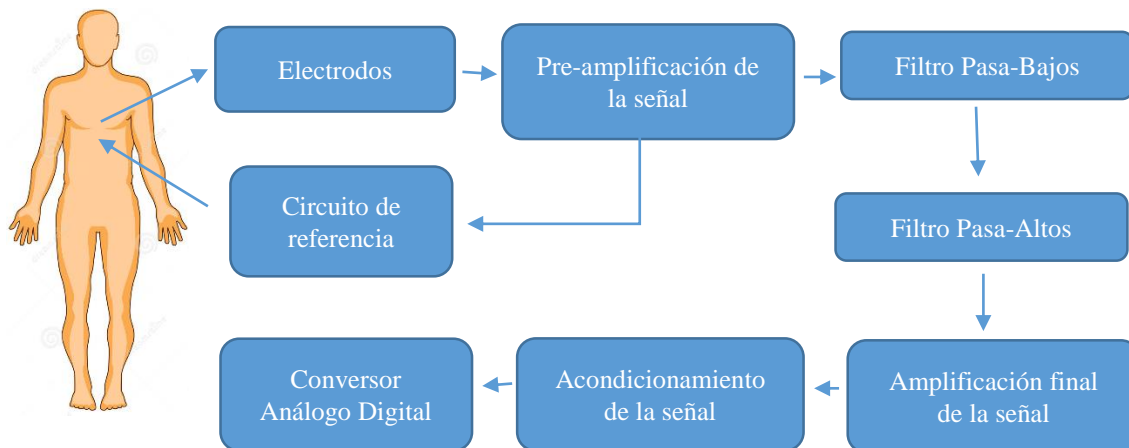 Electrodos
Pre-amplificación de
la señal
Filtro Pasa-Bajos
Circuito de
referencia
Filtro Pasa-Altos
Conversor
Análogo Digital
Acondicionamiento
de la señal
Amplificación final
de la señal